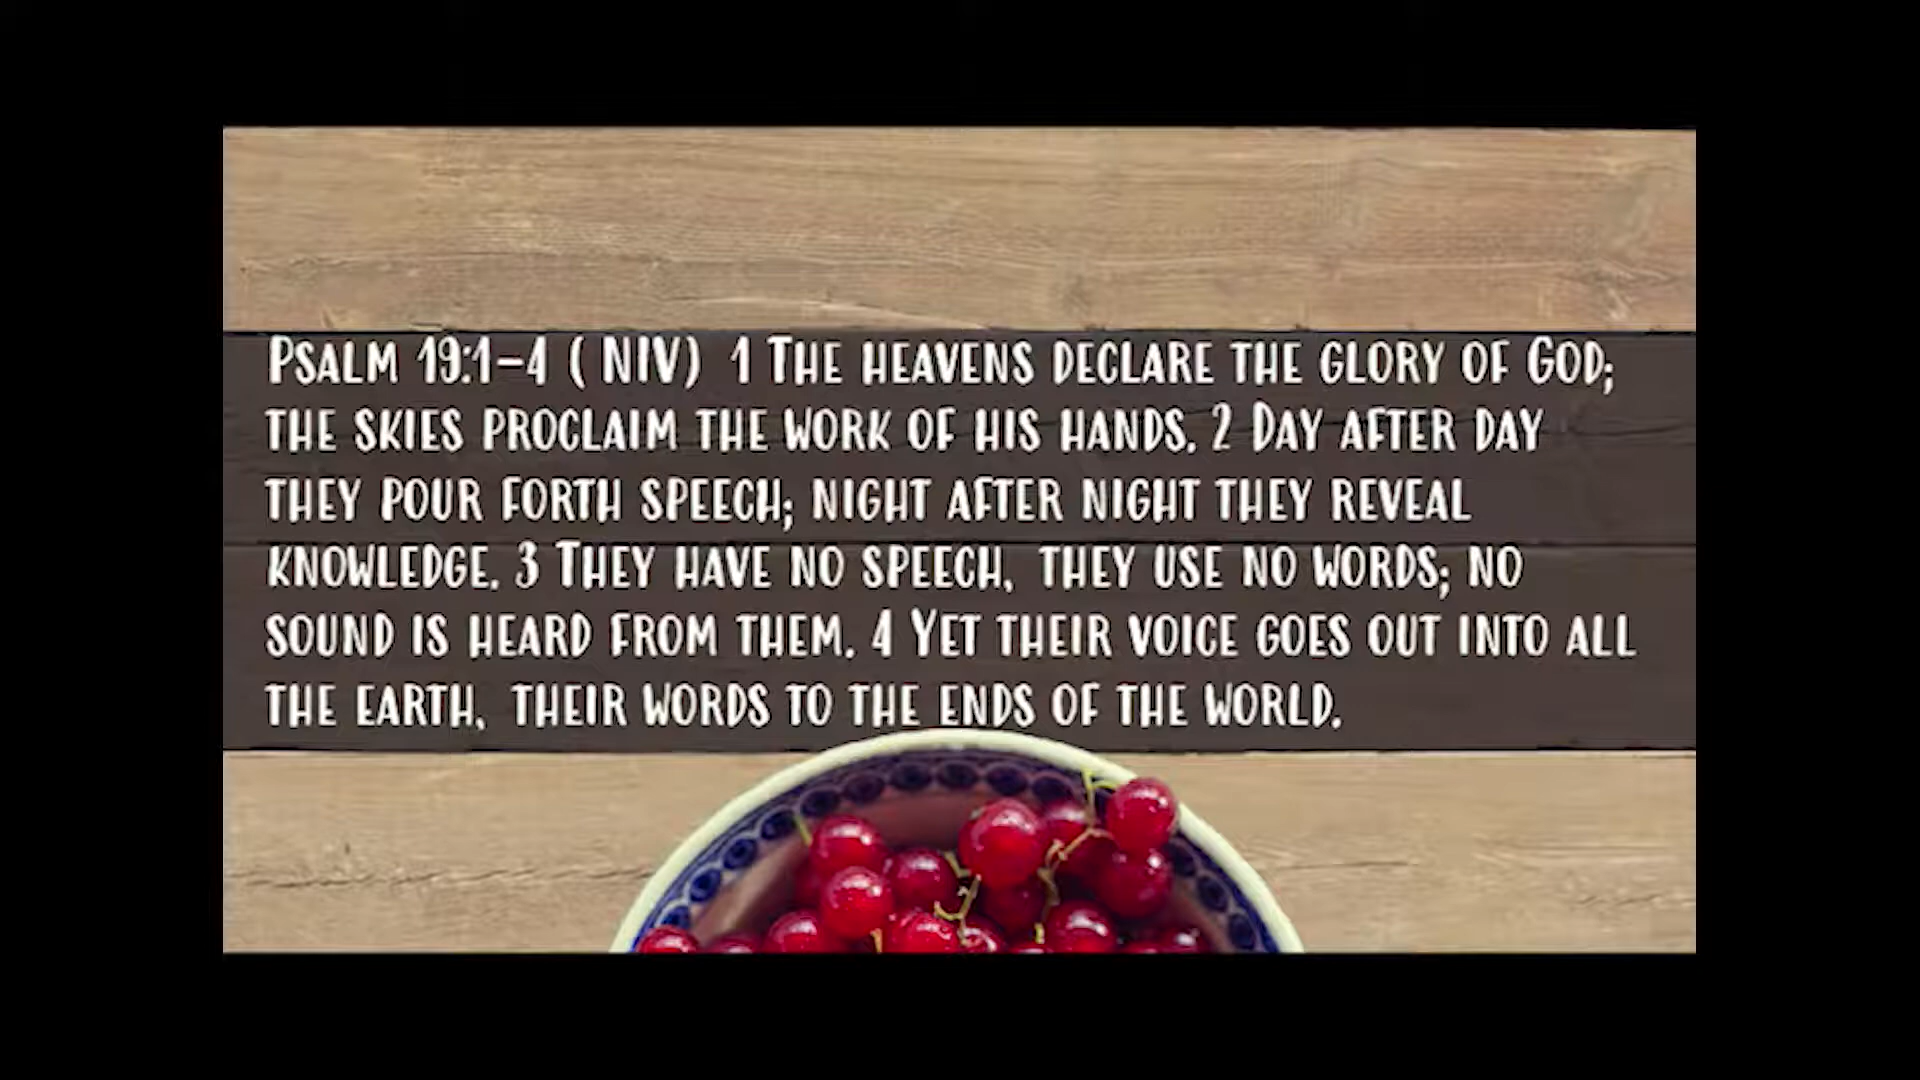 Psalm 19:1-4 ( NIV) 1 The heavens declare the glory of God;
the skies proclaim the work of his hands. 2 Day after day
they pour forth speech; night after night they reveal
knowledge. 3 They have no speech, they use no words; no
sound is heard from them. 4 Yet their voice goes out into all
the earth, their words to the ends of the world.